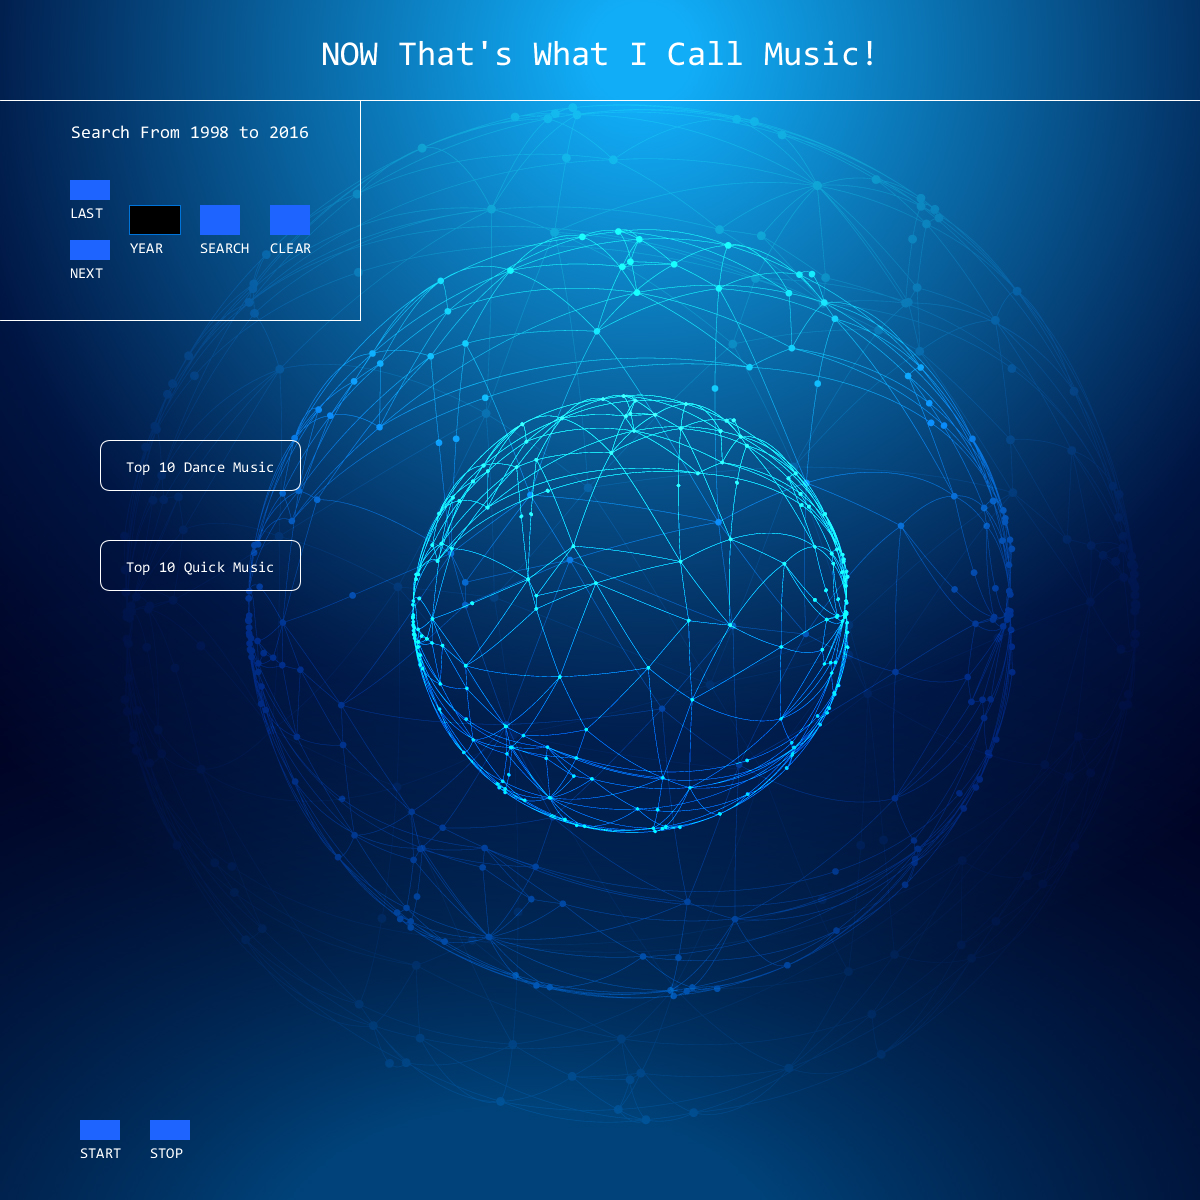 NOW That's What I Call Music!
Search From 1998 to 2016
LAST
YEAR
SEARCH
CLEAR
NEXT
Top 10 Dance Music
Top 10 Quick Music
START
STOP